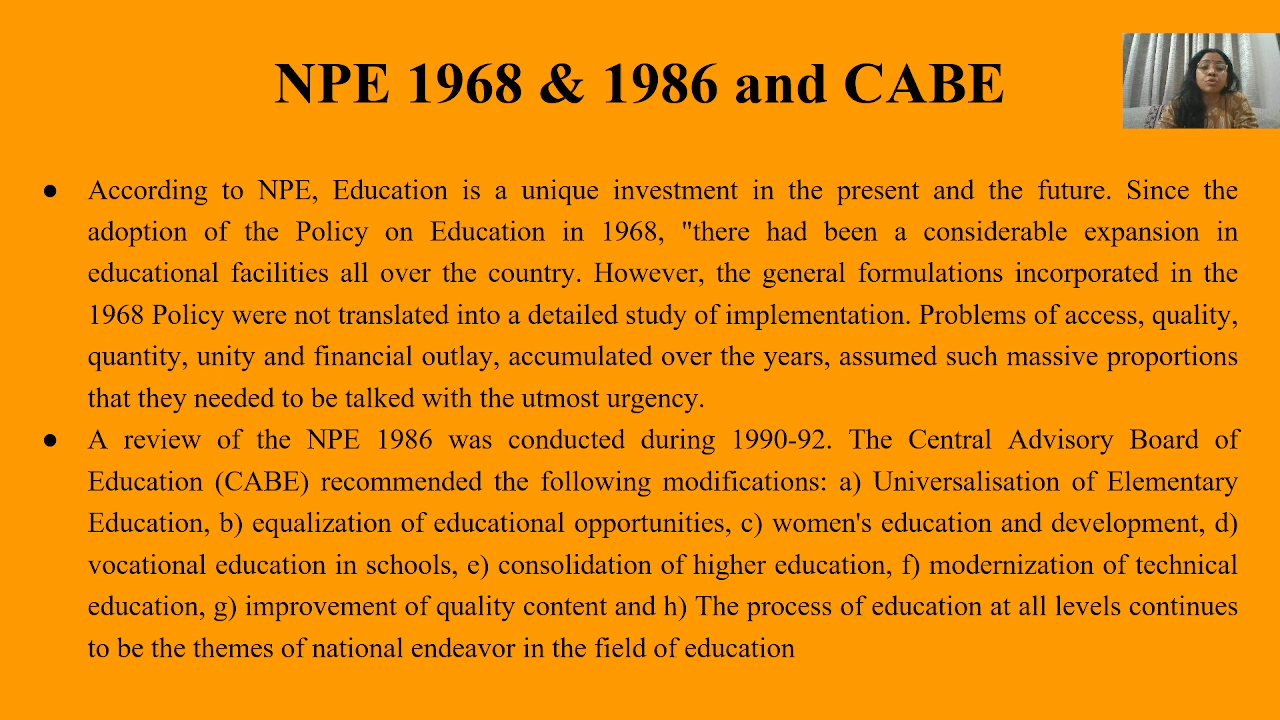 NPE 1968 & 1986 and CABE
● According to NPE, Education is a unique investment in the present and the future. Since the
adoption of the Policy on Education in 1968, "there had been a considerable expansion in
educational facilities all over the country. However, the general formulations incorporated in the
1968 Policy were not translated into a detailed study of implementation. Problems of access, quality,
quantity, unity and financial outlay, accumulated over the years, assumed such massive proportions
that they needed to be talked with the utmost urgency.
● A review of the NPE 1986 was conducted during 1990-92. The Central Advisory Board of
Education (CABE) recommended the following modifications: a) Universalisation of Elementary
Education, b) equalization of educational opportunities, c) women's education and development, d)
vocational education in schools, e) consolidation of higher education, f) modernization of technical
education, g) improvement of quality content and h) The process of education at all levels continues
to be the themes of national endeavor in the field of education